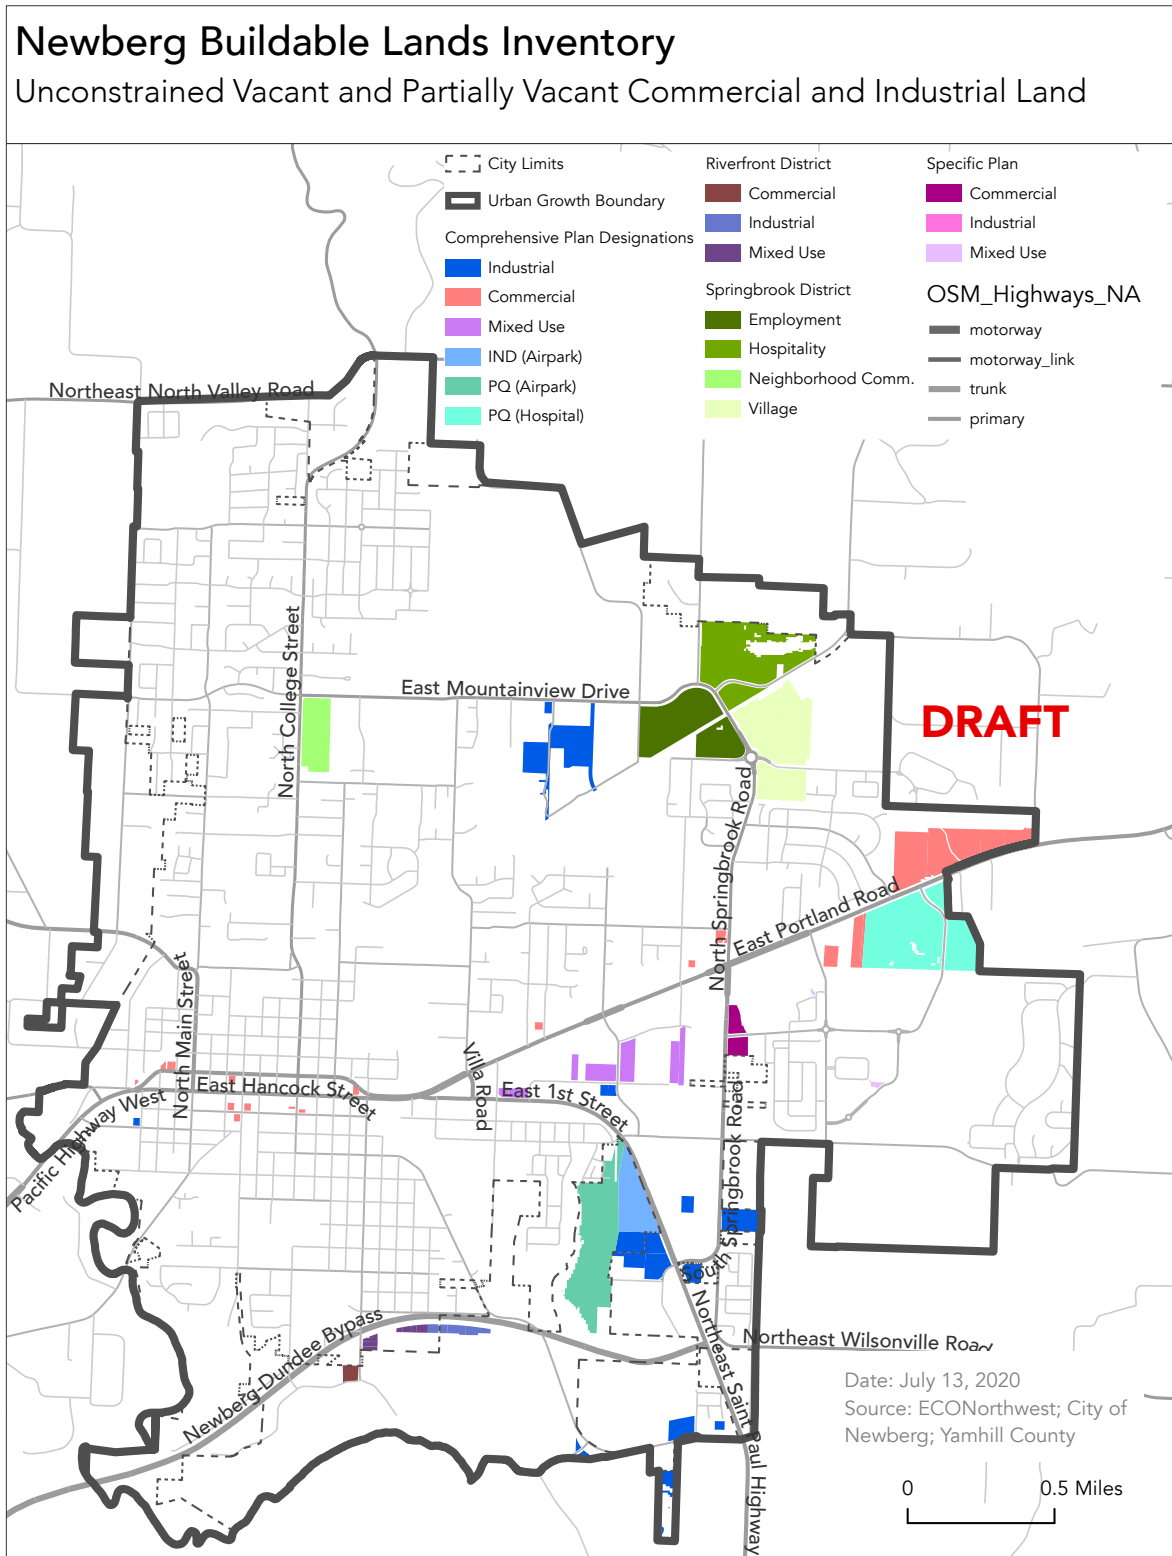 Newberg Buildable Lands Inventory
Unconstrained Vacant and Partially Vacant Commercial and Industrial Land
City Limits
Urban Growth Boundary
Comprehensive Plan Designations
Industrial
Commercial
Mixed Use
IND (Airpark)
PQ (Airpark)
PQ (Hospital)
Riverfront District
Commercial
Industrial
Mixed Use
Springbrook District
Employment
Hospitality
Neighborhood Comm.
Village
Specific Plan
Commercial
Industrial
Mixed Use
OSM_Highways_NA
motorway
motorway_link
trunk
primary
Northeast North Valley Road
North College Street
East Mountainview Drive
DRAFT
North Springbrook Road
East Portland Road
North Main Street
Villa Road
East Hancock Street
East 1st Street
Pacific Highway West
South Springbrook Road
Newberg-Dundee Bypass
Northeast Wilsonville Road
Northeast Saint Paul Highway
Date: July 13, 2020
Source: ECONorthwest; City of
Newberg; Yamhill County
0 0.5 Miles